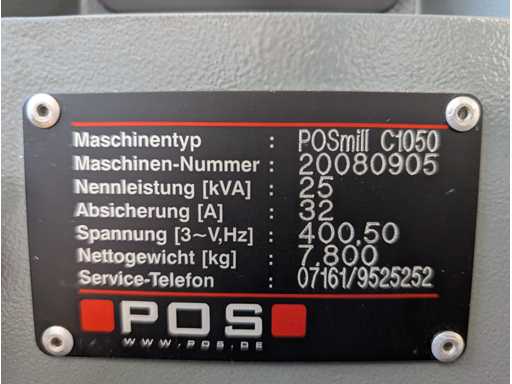 Maschinentyp : POSmill C1050
Maschinen-Nummer : 20080905
Nennleistung [kVA] : 25
Absicherung [A] : 32
Spannung [3~V,Hz] : 400,50
Nettogewicht [kg] : 7.800
Service-Telefon : 07161/9525252
POS
WWW.POS.DE